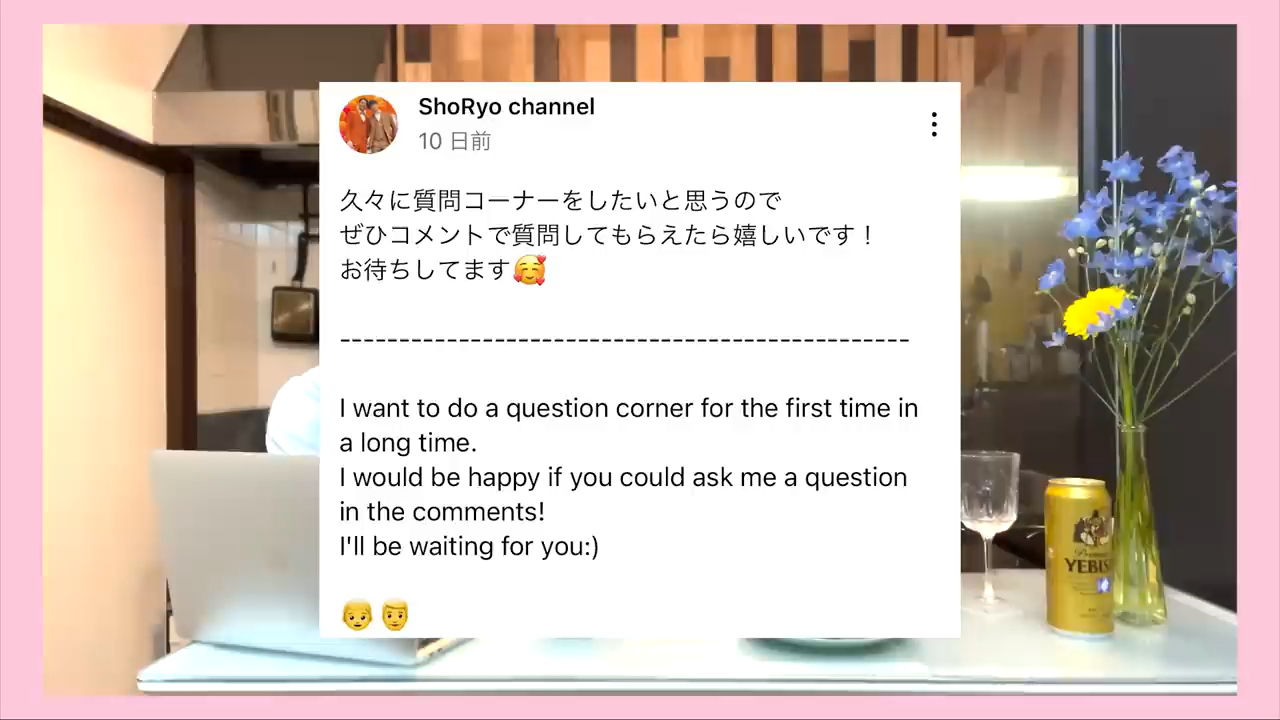 ShoRyo channel
10 日前
久々に質問コーナーをしたいと思うので
ぜひコメントで質問してもらえたら嬉しいです！
お待ちしてます🥰
------------------------------------------------
I want to do a question corner for the first time in
a long time.
I would be happy if you could ask me a question
in the comments!
I'll be waiting for you:)
👨‍🦲👨
YEBIS